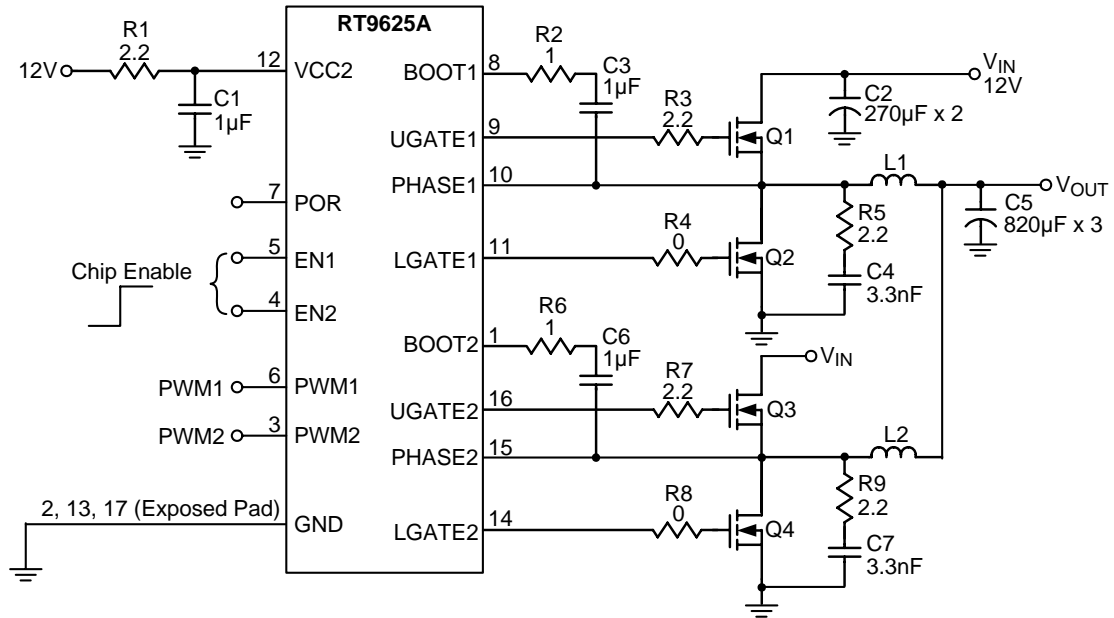 RT9625A
12V
R1
2.2
C1
1µF
12
VCC2
7
POR
Chip Enable
5
EN1
4
EN2
PWM1
6
PWM1
PWM2
3
PWM2
2, 13, 17 (Exposed Pad)
GND
BOOT1
8
R2
1
C3
1µF
UGATE1
9
R3
2.2
Q1
PHASE1
10
LGATE1
11
R4
0
Q2
VIN
12V
C2
270µF x 2
L1
VOUT
C5
820µF x 3
R5
2.2
C4
3.3nF
BOOT2
1
R6
1
C6
1µF
VIN
UGATE2
16
R7
2.2
Q3
PHASE2
15
L2
LGATE2
14
R8
0
Q4
R9
2.2
C7
3.3nF